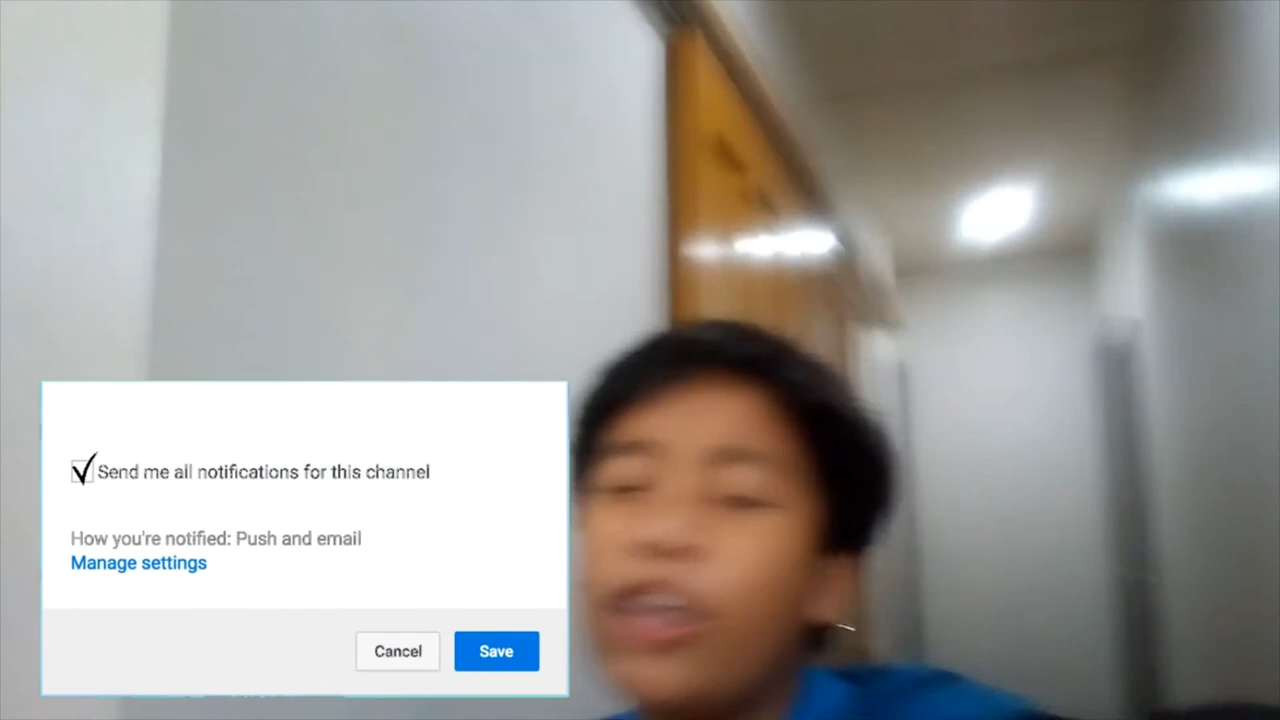 Send me all notifications for this channel
How you're notified: Push and email
Manage settings
Cancel
Save